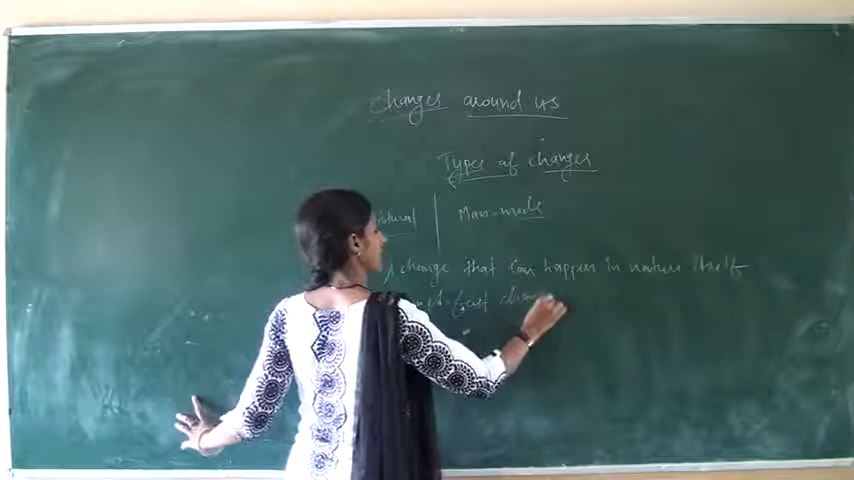 Changes around us
Types of changes
Natural | Man-made
A change that can happen in nature itself